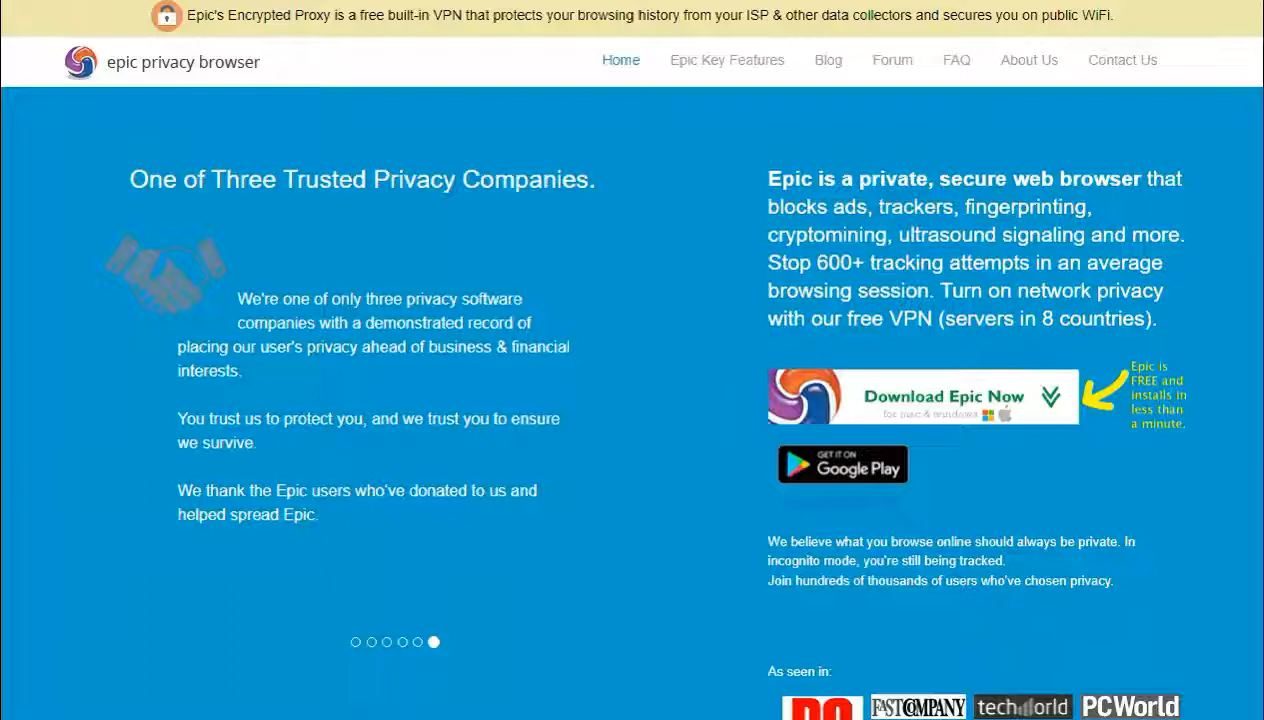 Epic's Encrypted Proxy is a free built-in VPN that protects your browsing history from your ISP & other data collectors and secures you on public WiFi.
epic privacy browser
Home Epic Key Features Blog Forum FAQ About Us Contact Us
One of Three Trusted Privacy Companies.
We're one of only three privacy software
companies with a demonstrated record of
placing our user's privacy ahead of business & financial
interests.
You trust us to protect you, and we trust you to ensure
we survive.
We thank the Epic users who've donated to us and
helped spread Epic.
Epic is a private, secure web browser that
blocks ads, trackers, fingerprinting,
cryptomining, ultrasound signaling and more.
Stop 600+ tracking attempts in an average
browsing session. Turn on network privacy
with our free VPN (servers in 8 countries).
Download Epic Now
for mac & windows
Epic is
FREE and
installs in
less than
a minute.
GET IT ON
Google Play
We believe what you browse online should always be private. In
incognito mode, you're still being tracked.
Join hundreds of thousands of users who've chosen privacy.
As seen in:
FAST COMPANY techworld PCWorld